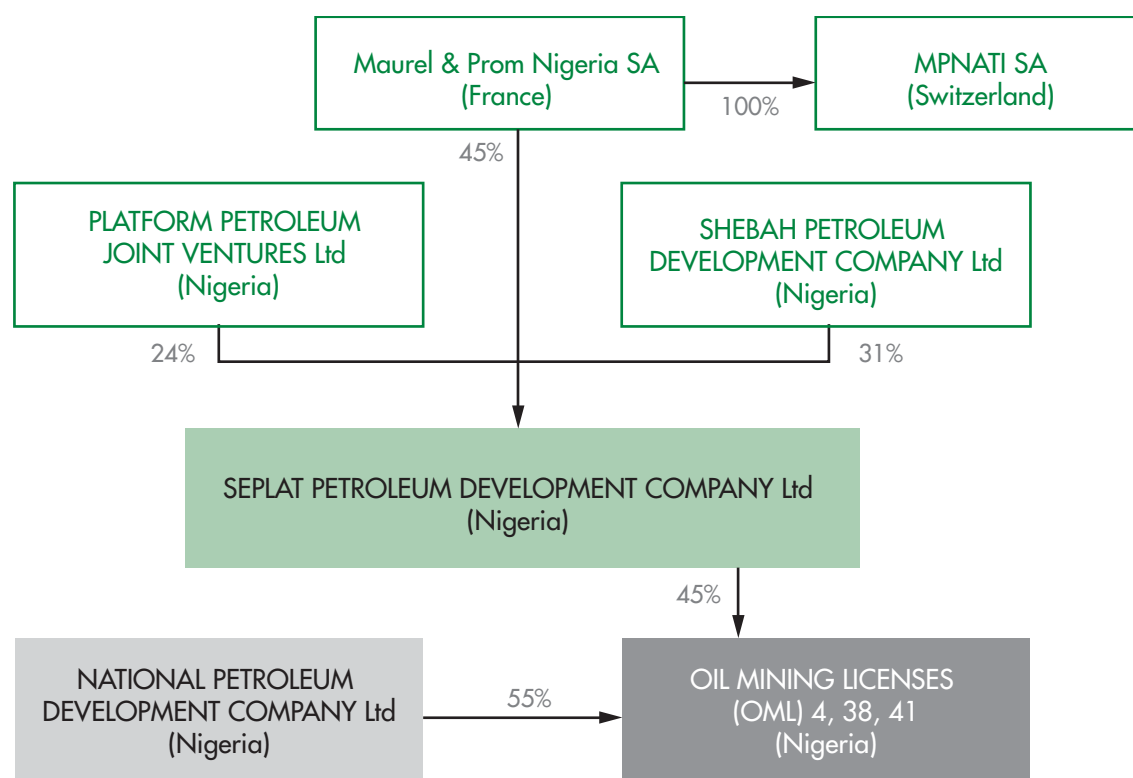 Maurel & Prom Nigeria SA
(France)
100%
MPNATI SA
(Switzerland)
45%
PLATFORM PETROLEUM
JOINT VENTURES Ltd
(Nigeria)
SHEBAH PETROLEUM
DEVELOPMENT COMPANY Ltd
(Nigeria)
24%
31%
SEPLAT PETROLEUM DEVELOPMENT COMPANY Ltd
(Nigeria)
45%
NATIONAL PETROLEUM
DEVELOPMENT COMPANY Ltd
(Nigeria)
55%
OIL MINING LICENSES
(OML) 4, 38, 41
(Nigeria)